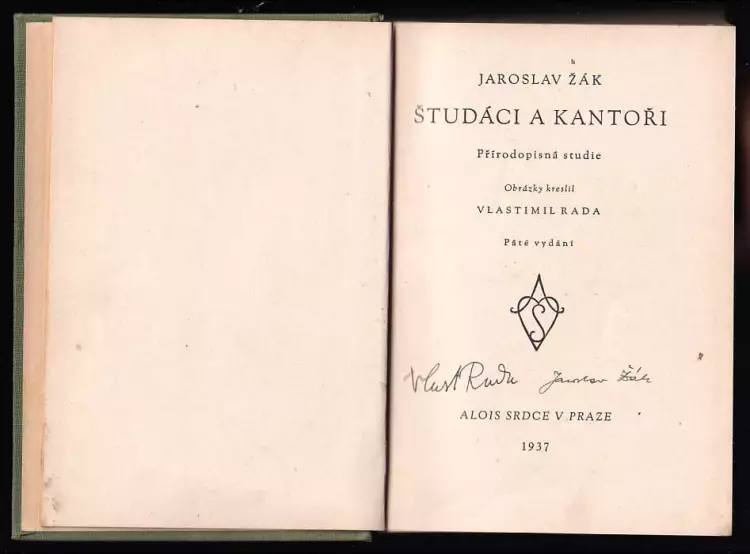 JAROSLAV ŽÁK
ŠTUDÁCI A KANTOŘI
Přírodopisná studie
Obrázky kreslil
VLASTIMIL RADA
Páté vydání
Vlast Rada Jaroslav Žák
ALOIS SRDCE V PRAZE
1937